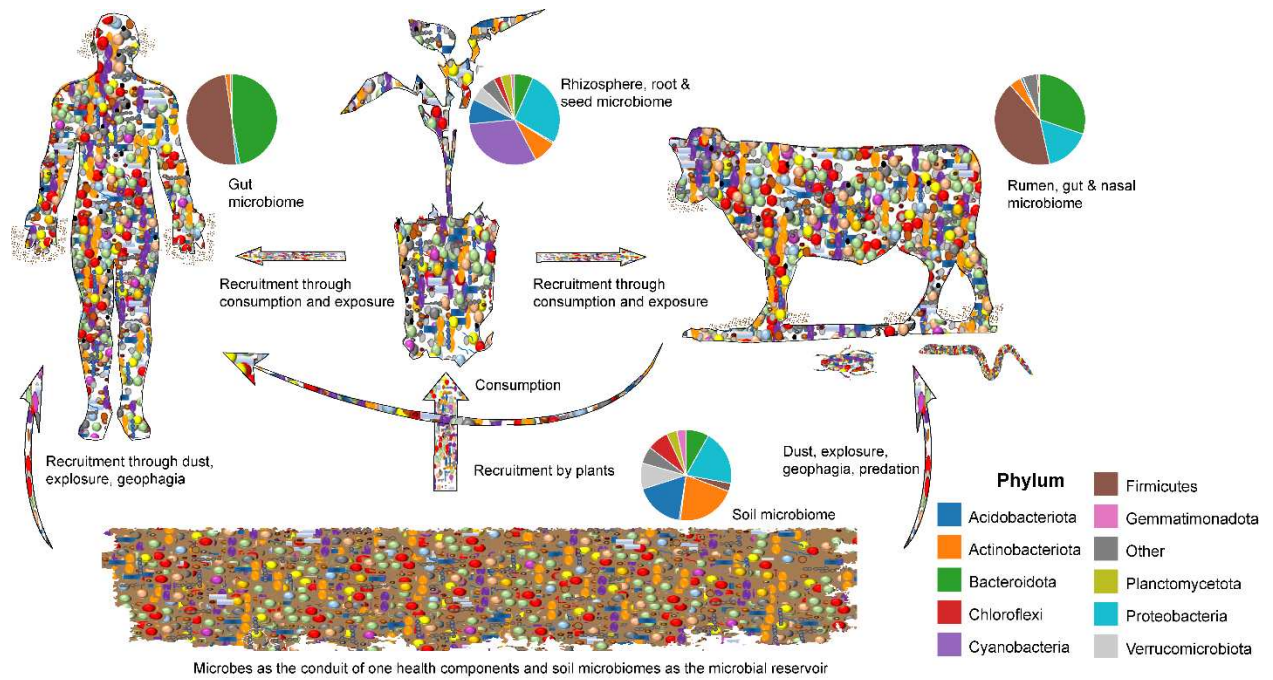 Rhizosphere, root &
seed microbiome
Gut
microbiome
Rumen, gut & nasal
microbiome
Recruitment through
consumption and exposure
Recruitment through
consumption and exposure
Consumption
Recruitment through dust,
explosure, geophagia
Recruitment by plants
Dust, explosure,
geophagia, predation
Soil microbiome
Phylum
Acidobacteriota
Actinobacteriota
Bacteroidota
Chloroflexi
Cyanobacteria
Firmicutes
Gemmatimonadota
Other
Planctomycetota
Proteobacteria
Verrucomicrobiota
Microbes as the conduit of one health components and soil microbiomes as the microbial reservoir